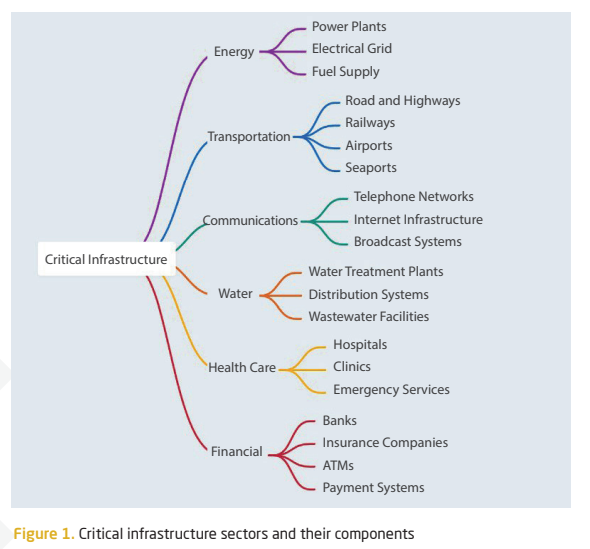 Critical Infrastructure
Energy
Power Plants
Electrical Grid
Fuel Supply
Transportation
Road and Highways
Railways
Airports
Seaports
Communications
Telephone Networks
Internet Infrastructure
Broadcast Systems
Water
Water Treatment Plants
Distribution Systems
Wastewater Facilities
Health Care
Hospitals
Clinics
Emergency Services
Financial
Banks
Insurance Companies
ATMs
Payment Systems
Figure 1. Critical infrastructure sectors and their components